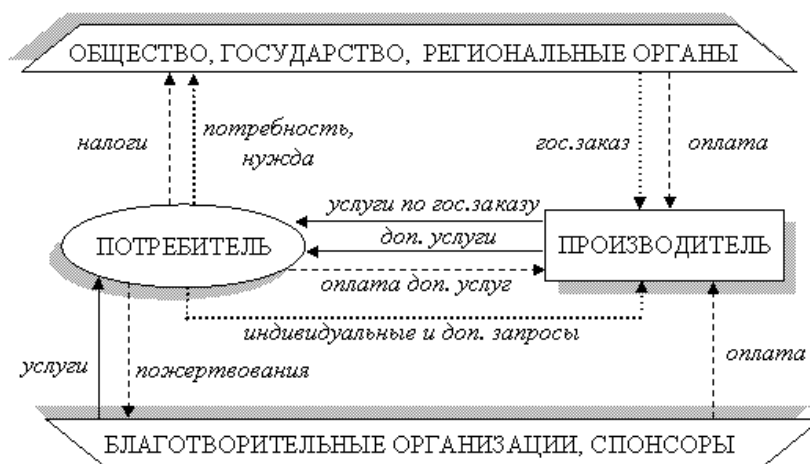 ОБЩЕСТВО, ГОСУДАРСТВО, РЕГИОНАЛЬНЫЕ ОРГАНЫ
налоги
потребность,
нужда
гос.заказ
оплата
услуги по гос.заказу
ПОТРЕБИТЕЛЬ
доп. услуги
ПРОИЗВОДИТЕЛЬ
оплата доп. услуг
индивидуальные и доп. запросы
услуги
пожертвования
оплата
БЛАГОТВОРИТЕЛЬНЫЕ ОРГАНИЗАЦИИ, СПОНСОРЫ